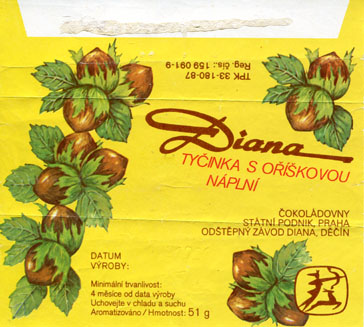 TPK 33-180-87
Reg. čís.: 159 091-9
Diana
TYČINKA S OŘÍŠKOVOU
NÁPLNÍ
ČOKOLÁDOVNY
STÁTNÍ PODNIK, PRAHA
ODŠTĚPNÝ ZÁVOD DIANA, DĚČÍN
DATUM
VÝROBY:
Minimální trvanlivost:
4 měsíce od data výroby
Uchovejte v chladu a suchu
Aromatizováno / Hmotnost: 51 g